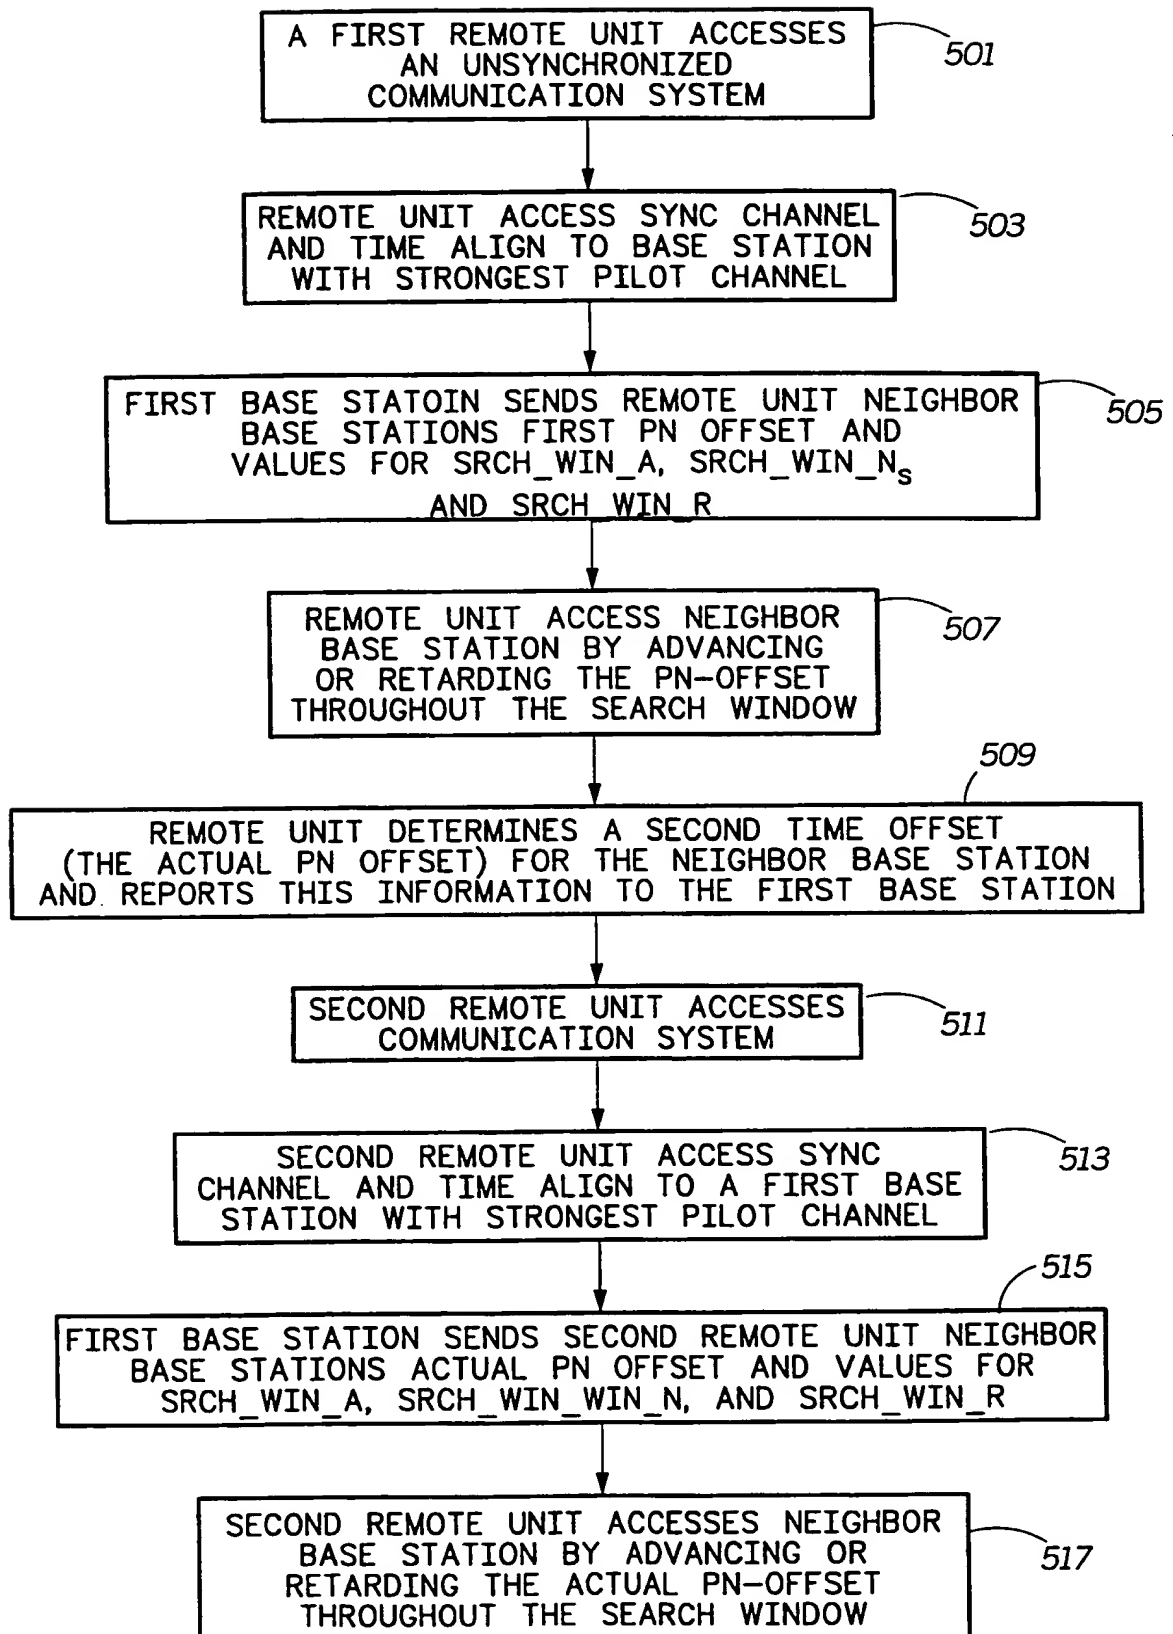 A FIRST REMOTE UNIT ACCESSES
AN UNSYNCHRONIZED
COMMUNICATION SYSTEM
501
REMOTE UNIT ACCESS SYNC CHANNEL
AND TIME ALIGN TO BASE STATION
WITH STRONGEST PILOT CHANNEL
503
FIRST BASE STATOIN SENDS REMOTE UNIT NEIGHBOR
BASE STATIONS FIRST PN OFFSET AND
VALUES FOR SRCH_WIN_A, SRCH_WIN_Ns
AND SRCH_WIN_R
505
REMOTE UNIT ACCESS NEIGHBOR
BASE STATION BY ADVANCING
OR RETARDING THE PN-OFFSET
THROUGHOUT THE SEARCH WINDOW
507
509
REMOTE UNIT DETERMINES A SECOND TIME OFFSET
(THE ACTUAL PN OFFSET) FOR THE NEIGHBOR BASE STATION
AND REPORTS THIS INFORMATION TO THE FIRST BASE STATION
SECOND REMOTE UNIT ACCESSES
COMMUNICATION SYSTEM
511
SECOND REMOTE UNIT ACCESS SYNC
CHANNEL AND TIME ALIGN TO A FIRST BASE
STATION WITH STRONGEST PILOT CHANNEL
513
515
FIRST BASE STATION SENDS SECOND REMOTE UNIT NEIGHBOR
BASE STATIONS ACTUAL PN OFFSET AND VALUES FOR
SRCH_WIN_A, SRCH_WIN_WIN_N, AND SRCH_WIN_R
SECOND REMOTE UNIT ACCESSES NEIGHBOR
BASE STATION BY ADVANCING OR
RETARDING THE ACTUAL PN-OFFSET
THROUGHOUT THE SEARCH WINDOW
517